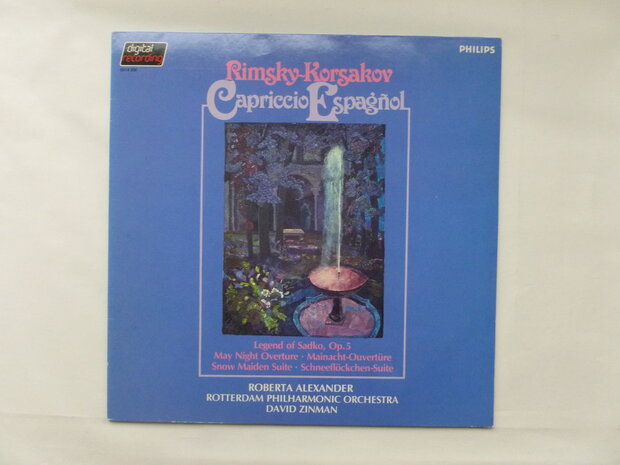 digital
recording
PHILIPS
Rimsky-Korsakov
Capriccio Espagñol
Legend of Sadko, Op. 5
May Night Overture · Mainacht-Ouvertüre
Snow Maiden Suite · Schneeflöckchen-Suite
ROBERTA ALEXANDER
ROTTERDAM PHILHARMONIC ORCHESTRA
DAVID ZINMAN